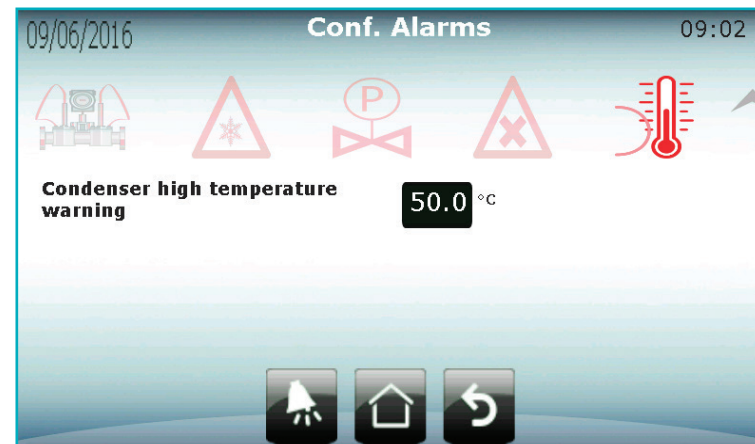 09/06/2016
Conf. Alarms
09:02
P
Condenser high temperature
warning
50.0 °C